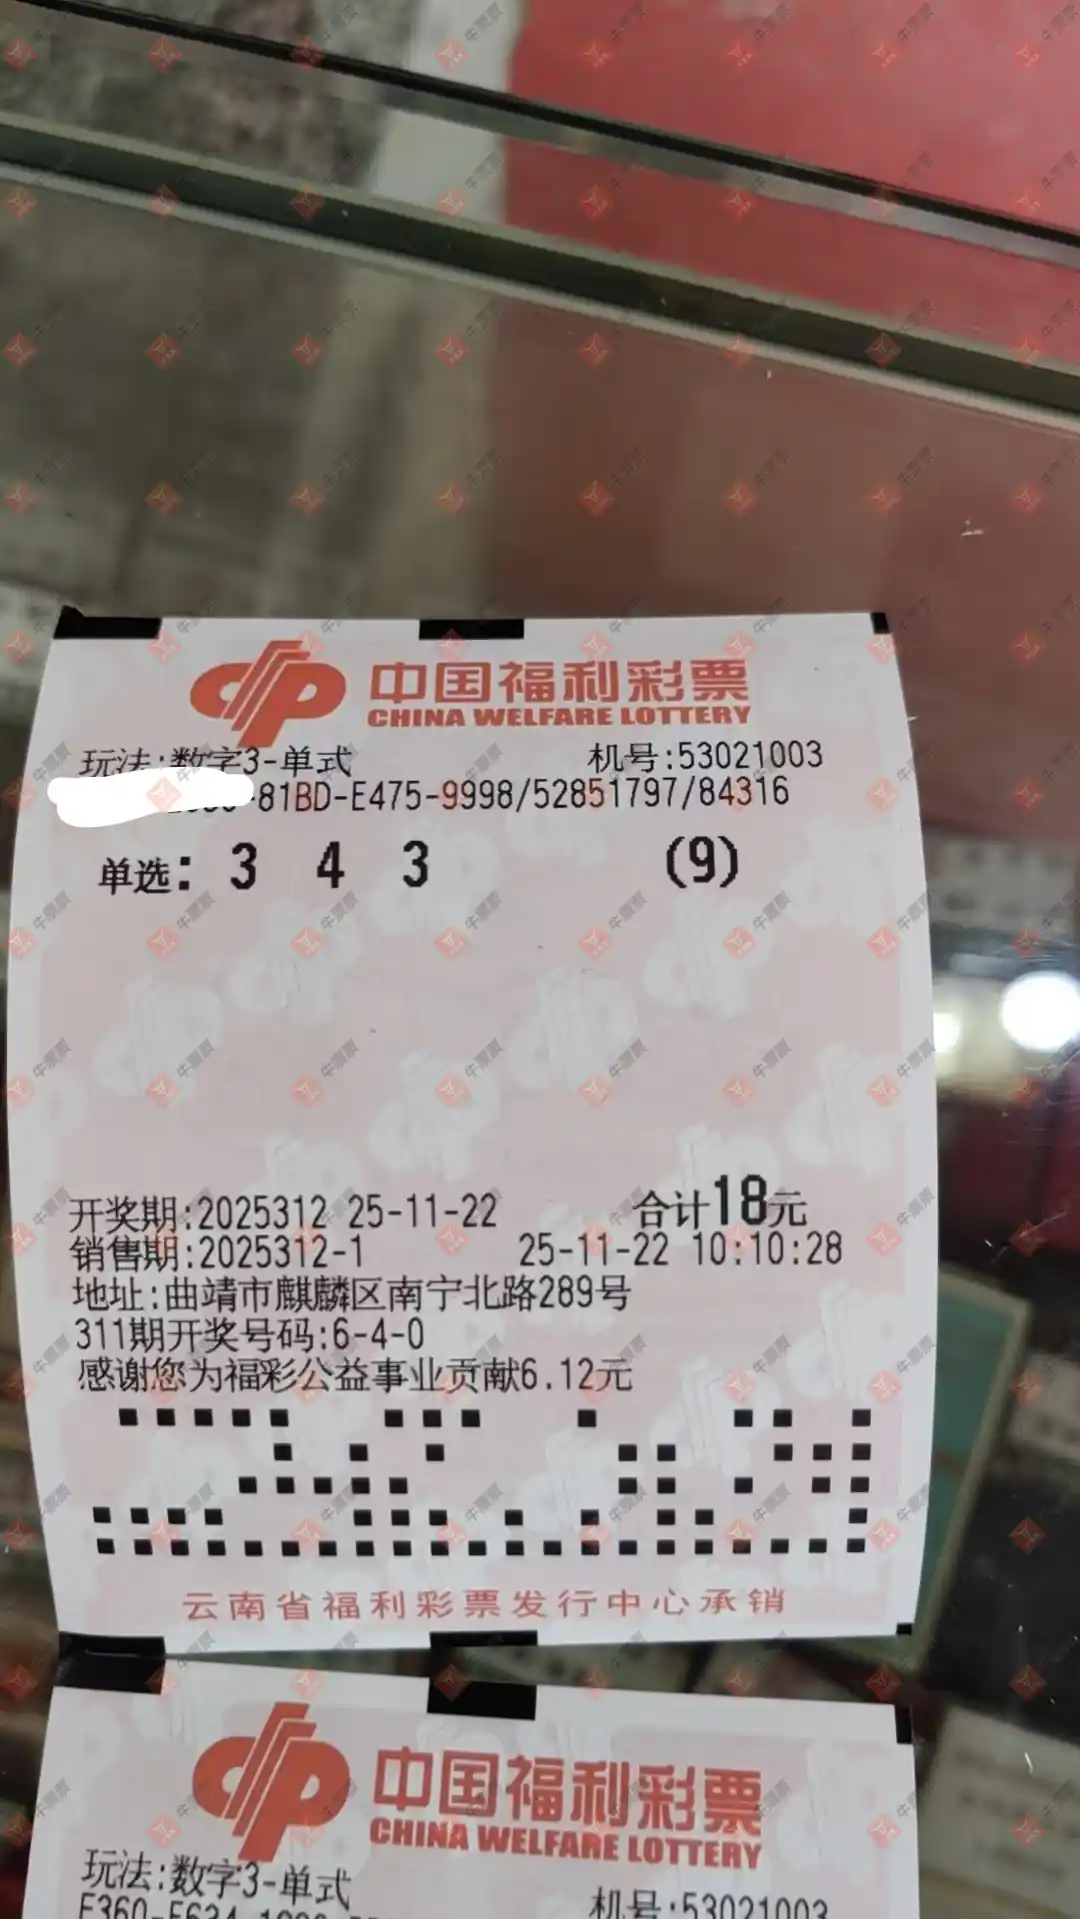 中国福利彩票
CHINA WELFARE LOTTERY
玩法:数字3-单式 机号:53021003
-81BD-E475-9998/52851797/84316
单选: 3 4 3 (9)
开奖期:2025312 25-11-22 合计18元
销售期:2025312-1 25-11-22 10:10:28
地址:曲靖市麒麟区南宁北路289号
311期开奖号码:6-4-0
感谢您为福彩公益事业贡献6.12元
云南省福利彩票发行中心承销
中国福利彩票
CHINA WELFARE LOTTERY
玩法:数字3-单式 机号:53021003